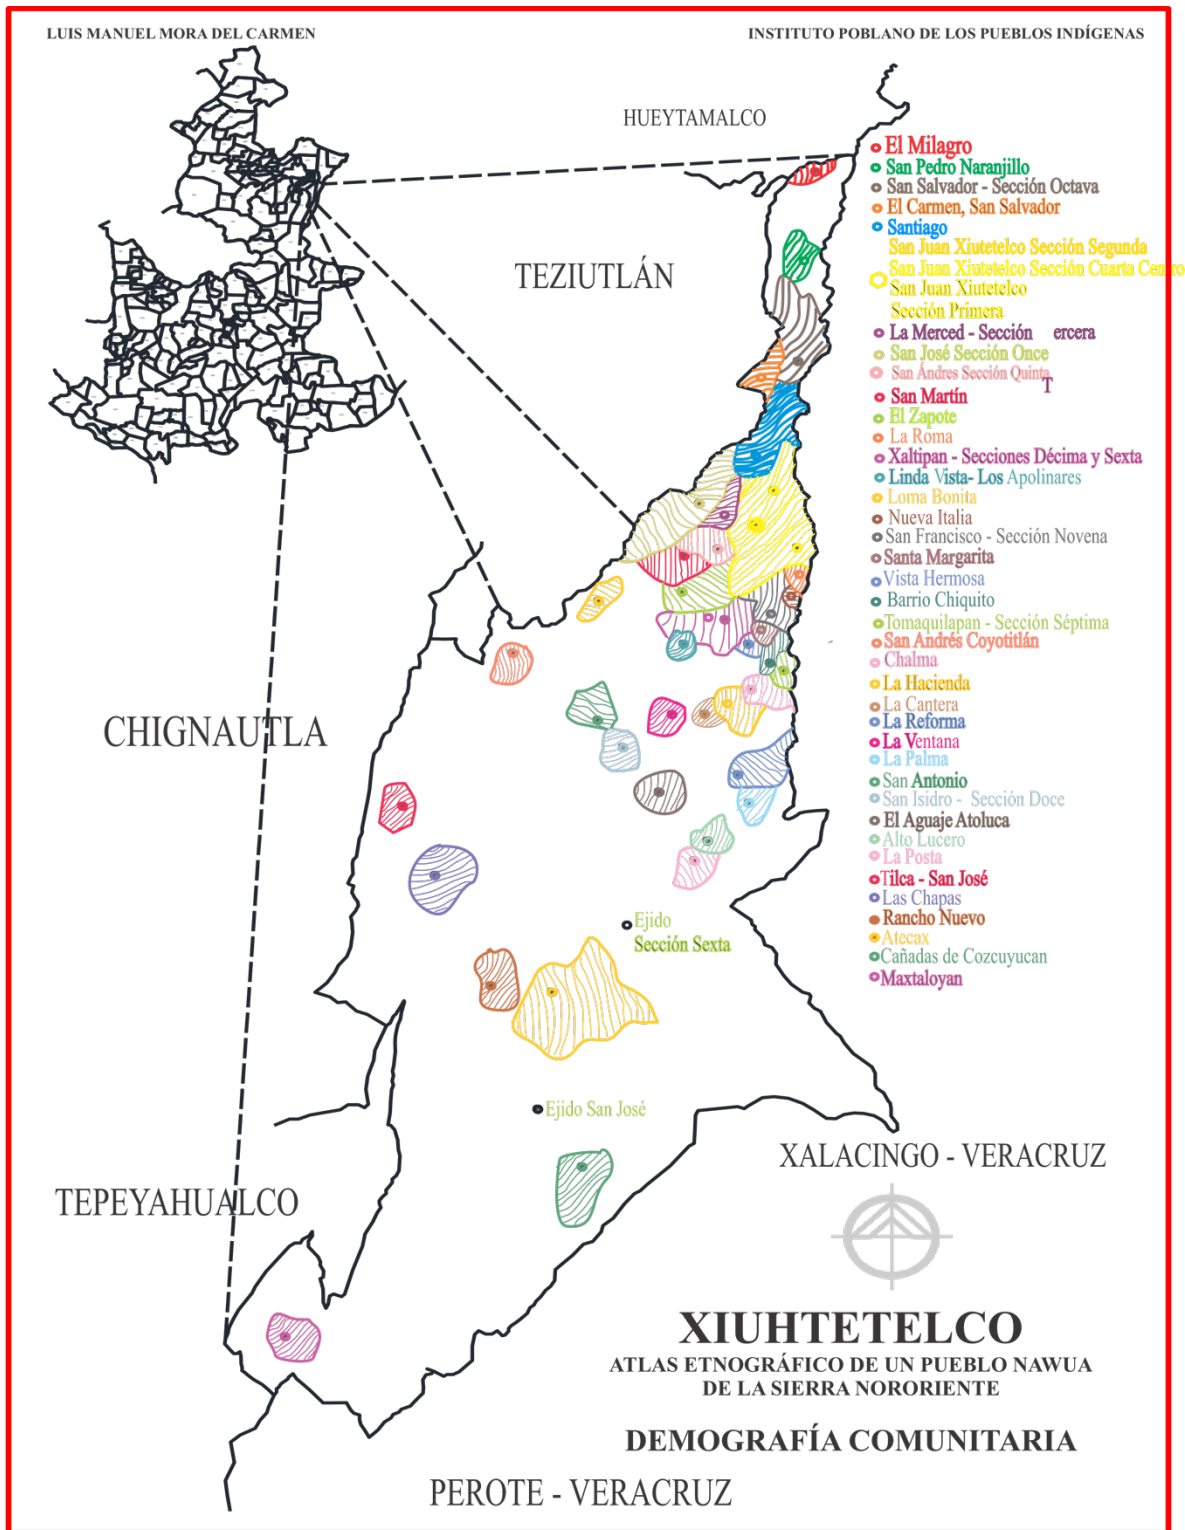 LUIS MANUEL MORA DEL CARMEN
INSTITUTO POBLANO DE LOS PUEBLOS INDÍGENAS
HUEYTAMALCO
TEZIUTLÁN
El Milagro
San Pedro Naranjillo
San Salvador - Sección Octava
El Carmen, San Salvador
Santiago
San Juan Xiutetelco Sección Segunda
San Juan Xiutetelco Sección Cuarta Centro
San Juan Xiutetelco
Sección Primera
La Merced - Sección ercera
San José Sección Once
San Ándres Sección Quinta
T
San Martín
El Zapote
La Roma
Xaltipan - Secciones Décima y Sexta
Linda Vista- Los Apolinares
Loma Bonita
Nueva Italia
San Francisco - Sección Novena
Santa Margarita
Vista Hermosa
Barrio Chiquito
Tomaquilapan - Sección Séptima
San Andrés Coyotitlán
Chalma
La Hacienda
La Cantera
La Reforma
La Ventana
La Palma
San Antonio
San Isidro - Sección Doce
El Aguaje Atoluca
Alto Lucero
La Posta
Tilca - San José
Las Chapas
Rancho Nuevo
Atecax
Cañadas de Cozcuyucan
Maxtaloyan
CHIGNAUTLA
Ejido
Sección Sexta
Ejido San José
XALACINGO - VERACRUZ
TEPEYAHUALCO
XIUHTETELCO
ATLAS ETNOGRÁFICO DE UN PUEBLO NAWUA
DE LA SIERRA NORORIENTE
DEMOGRAFÍA COMUNITARIA
PEROTE - VERACRUZ